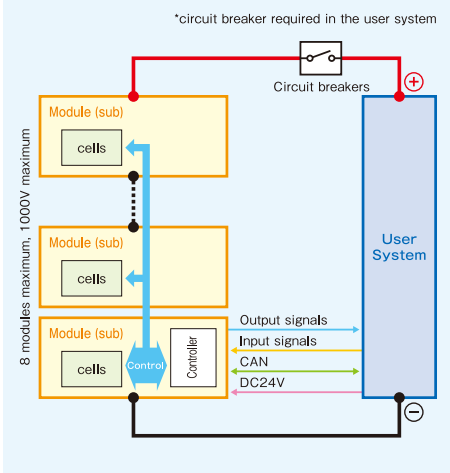 *circuit breaker required in the user system
Circuit breakers
+
8 modules maximum, 1000V maximum
Module (sub)
cells
Module (sub)
cells
Module (sub)
cells
Control
Controller
Output signals
Input signals
CAN
DC24V
User
System
−